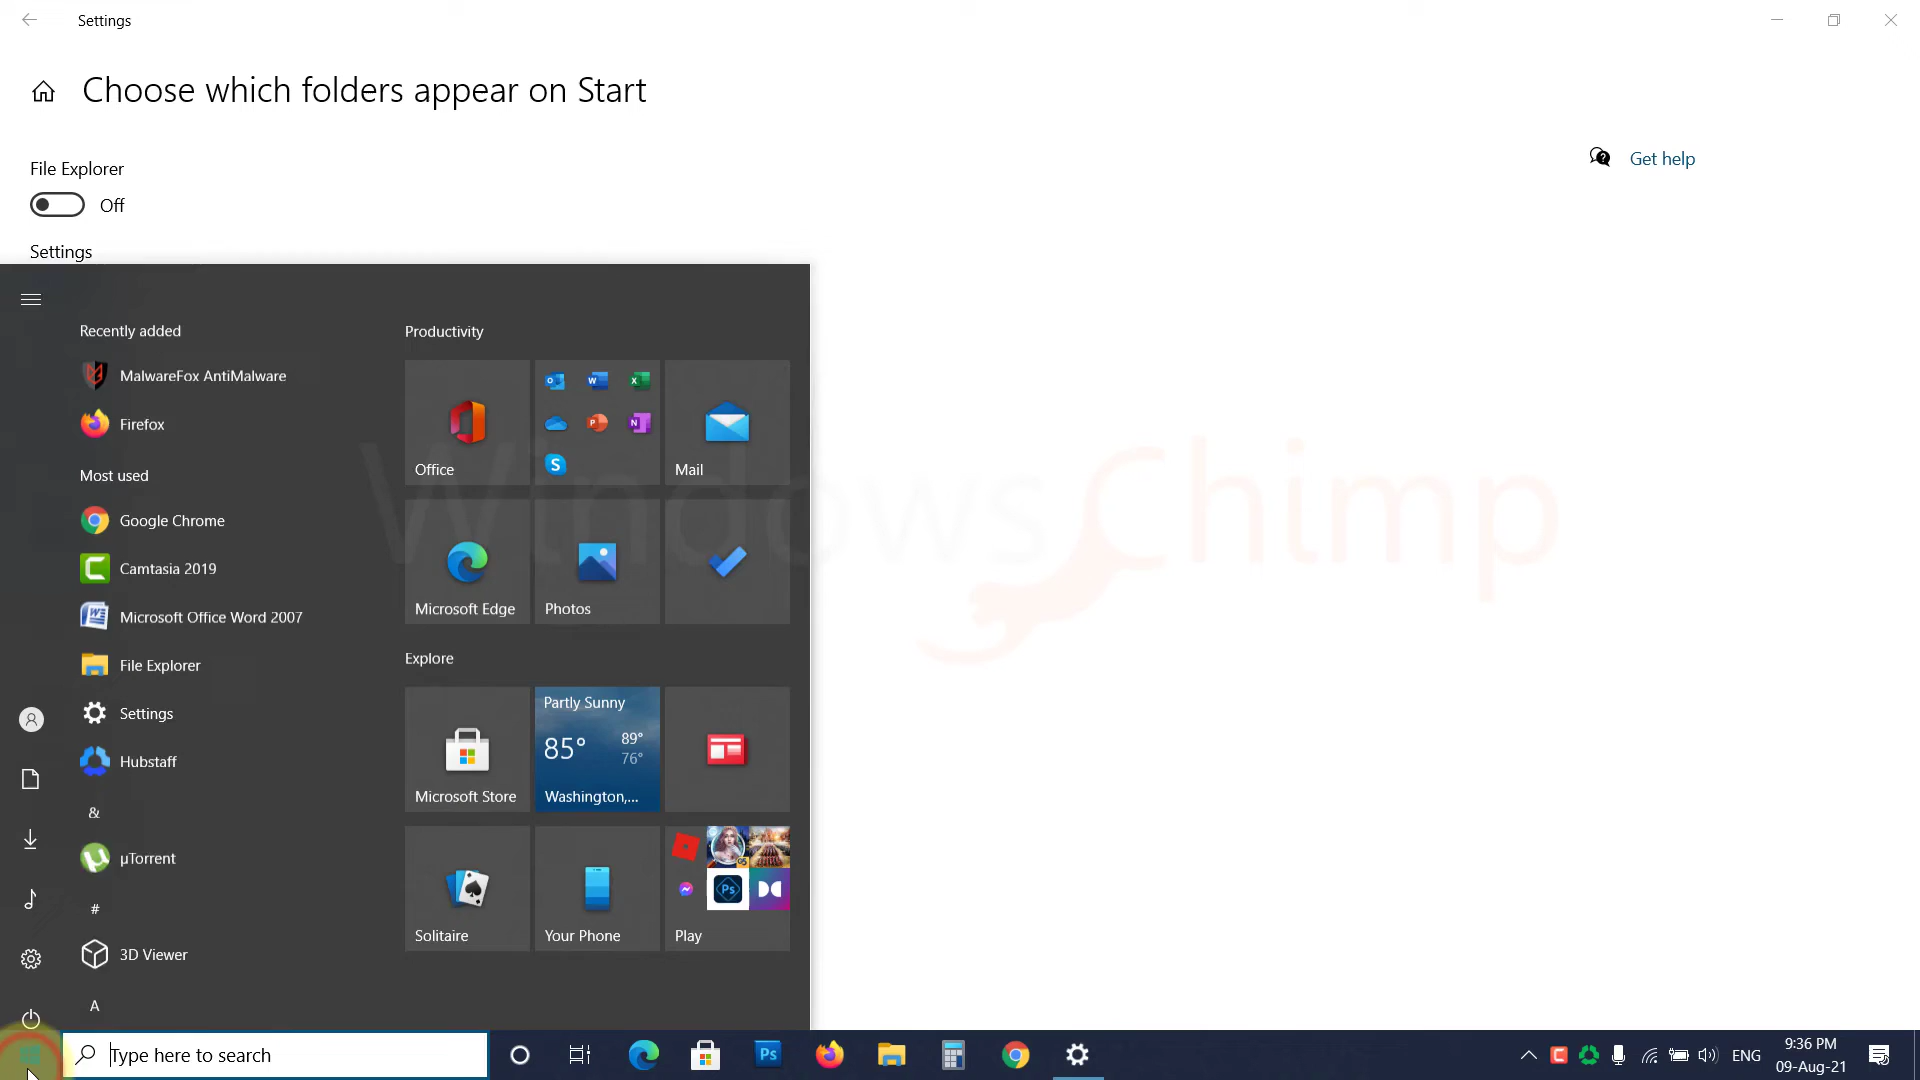 Settings
Choose which folders appear on Start
File Explorer
Off
Get help
Settings
Recently added
MalwareFox AntiMalware
Firefox
Most used
Google Chrome
Camtasia 2019
Microsoft Office Word 2007
File Explorer
Settings
Hubstaff
&
µTorrent
#
3D Viewer
A
Productivity
Office
Mail
Microsoft Edge
Photos
Explore
Microsoft Store
Partly Sunny
85°
89°
76°
Washington,...
Solitaire
Your Phone
Play
Windows Chimp
Type here to search
ENG
9:36 PM
09-Aug-21